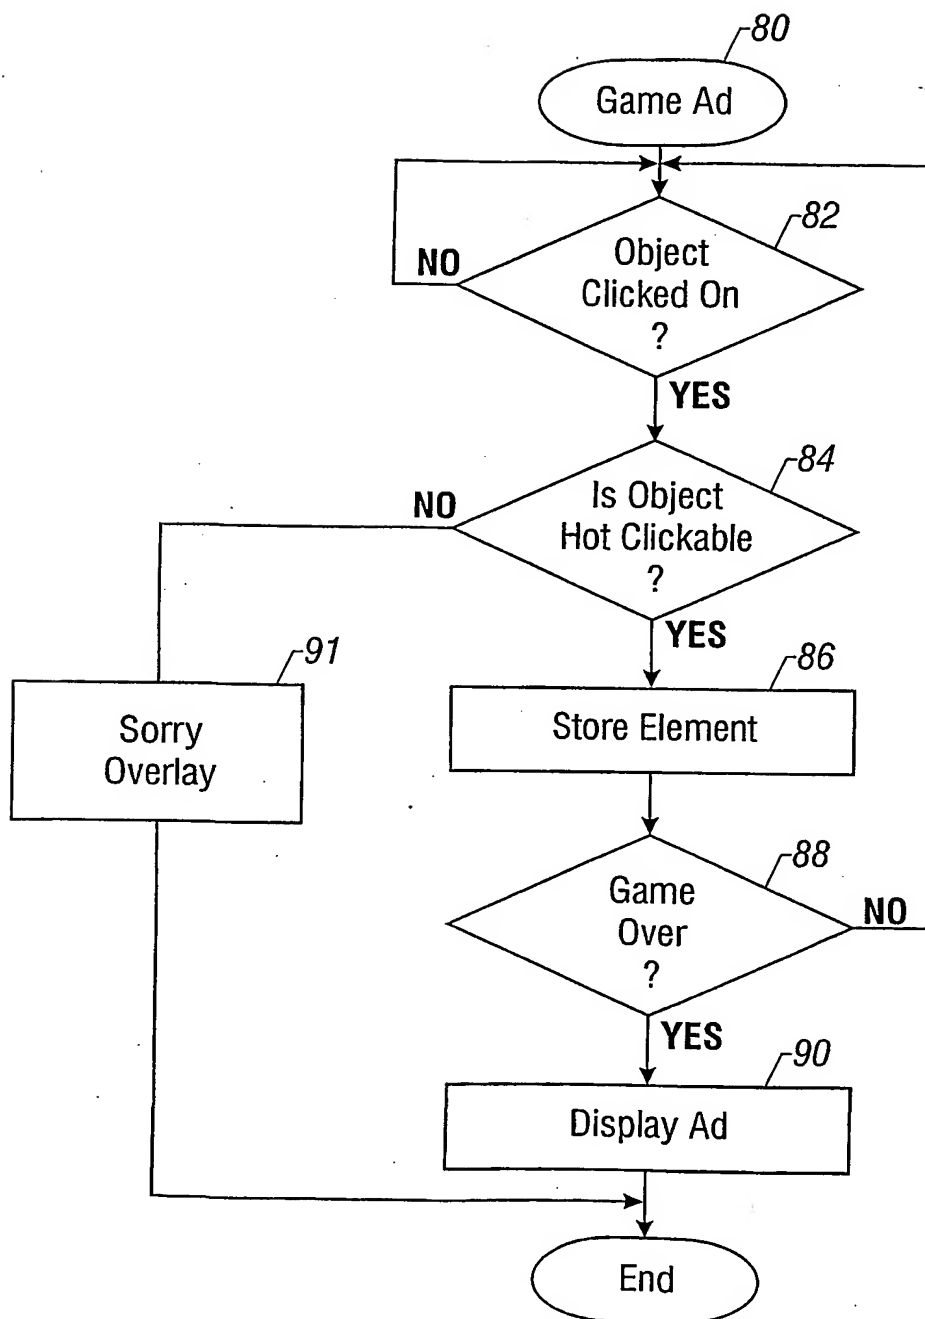 80
Game Ad
82
NO
Object
Clicked On
?
YES
84
NO
Is Object
Hot Clickable
?
YES
91
Sorry
Overlay
86
Store Element
88
Game
Over
?
NO
YES
90
Display Ad
End